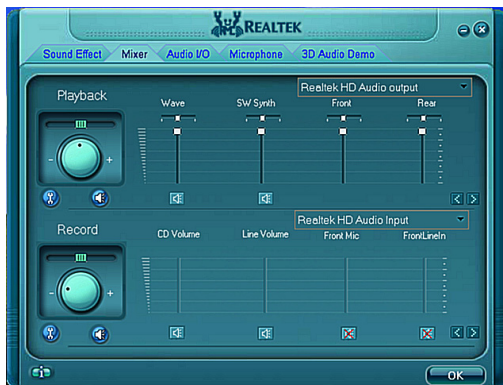 REALTEK
Sound Effect Mixer Audio I/O Microphone 3D Audio Demo
Realtek HD Audio output
Playback
Wave SW Synth Front Rear
- +
Realtek HD Audio Input
Record
CD Volume Line Volume Front Mic FrontLineIn
- +
i
OK